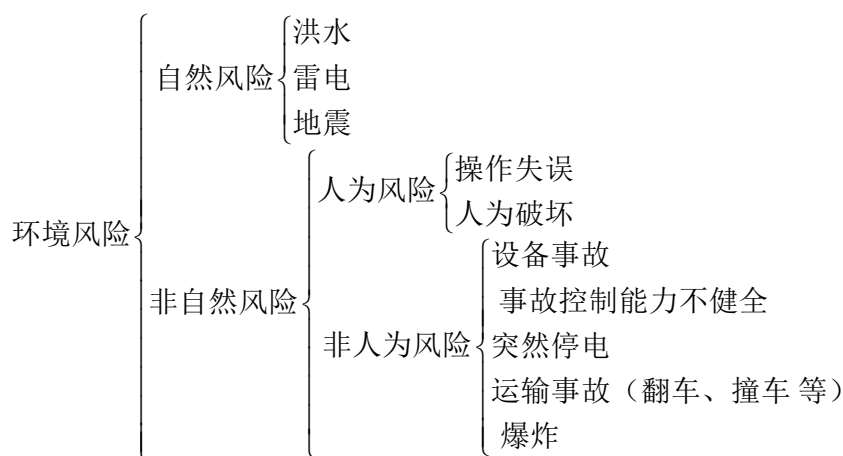 洪水
自然风险
雷电
地震
操作失误
人为风险
人为破坏
环境风险
设备事故
事故控制能力不健全
非自然风险
非人为风险
突然停电
运输事故（翻车、撞车 等）
爆炸